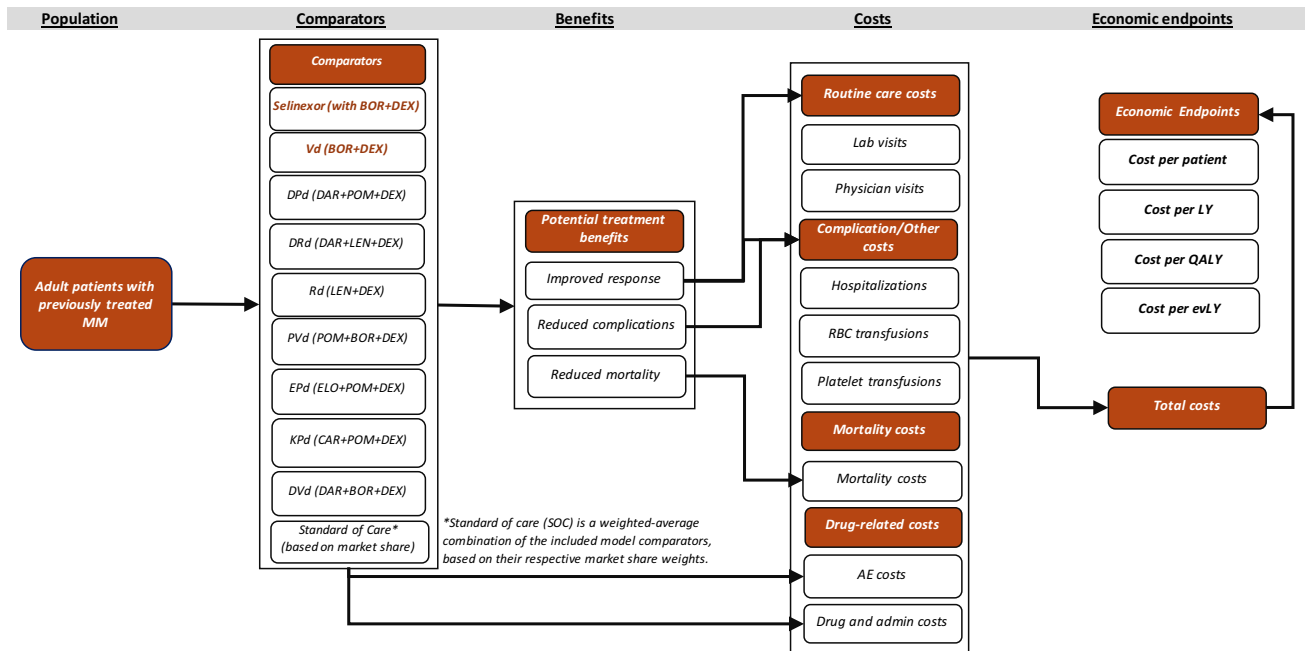 Population
Comparators
Benefits
Costs
Economic endpoints
Adult patients with
previously treated
MM
Comparators
Selinexor (with BOR+DEX)
Vd (BOR+DEX)
DPd (DAR+POM+DEX)
DRd (DAR+LEN+DEX)
Rd (LEN+DEX)
PVd (POM+BOR+DEX)
EPd (ELO+POM+DEX)
KPd (CAR+POM+DEX)
DVd (DAR+BOR+DEX)
Standard of Care*
(based on market share)
*Standard of care (SOC) is a weighted-average
combination of the included model comparators,
based on their respective market share weights.
Potential treatment
benefits
Improved response
Reduced complications
Reduced mortality
Routine care costs
Lab visits
Physician visits
Complication/Other
costs
Hospitalizations
RBC transfusions
Platelet transfusions
Mortality costs
Mortality costs
Drug-related costs
AE costs
Drug and admin costs
Economic Endpoints
Cost per patient
Cost per LY
Cost per QALY
Cost per evLY
Total costs